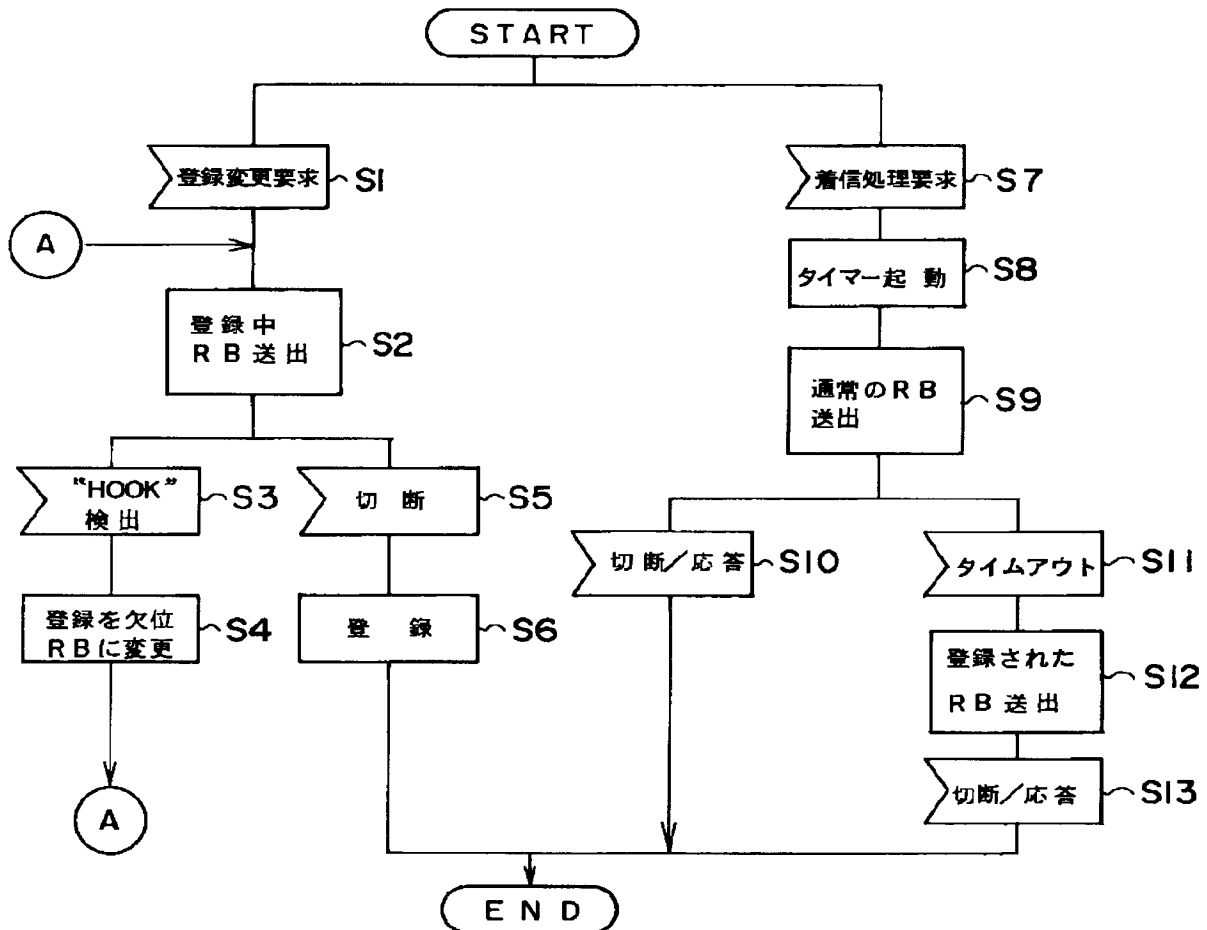 START
登録変更要求
S1
A
登録中
RB送出
S2
"HOOK"
検出
S3
登録を欠位
RBに変更
S4
A
切断
S5
登録
S6
着信処理要求
S7
タイマー起動
S8
通常のRB
送出
S9
切断/応答
S10
タイムアウト
S11
登録された
RB送出
S12
切断/応答
S13
END